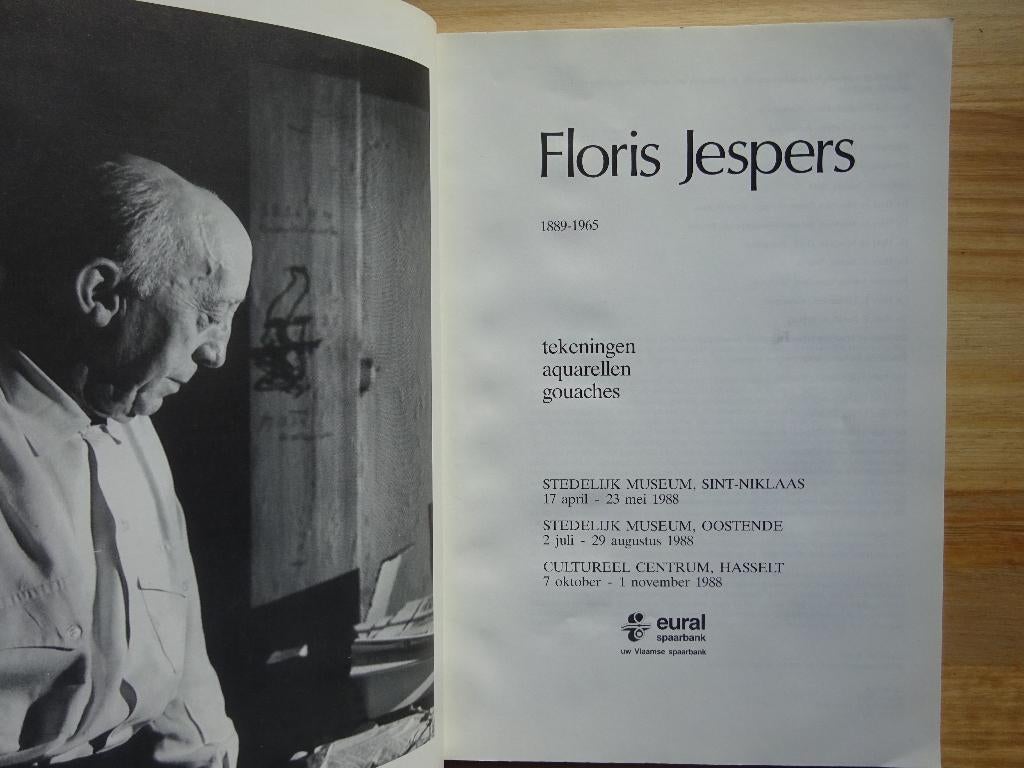 Floris Jespers
1889-1965
tekeningen
aquarellen
gouaches
STEDELIJK MUSEUM, SINT-NIKLAAS
17 april - 23 mei 1988
STEDELIJK MUSEUM, OOSTENDE
2 juli - 29 augustus 1988
CULTUREEL CENTRUM, HASSELT
7 oktober - 1 november 1988
eural
spaarbank
uw Vlaamse spaarbank